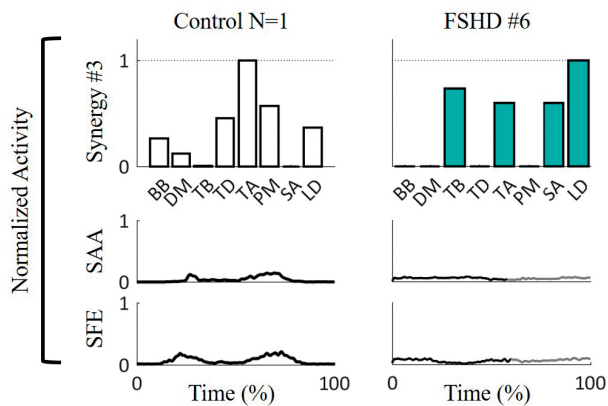 Control N=1 FSHD #6
Normalized Activity
Synergy #3
1
0
BB DM TB TD TA PM SA LD BB DM TB TD TA PM SA LD
SAA
1
0
SFE
1
0
0 100 0 100
Time (%) Time (%)